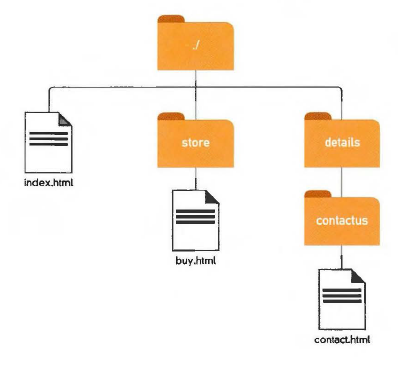 ./
store
details
index.html
contactus
buy.html
contact.html